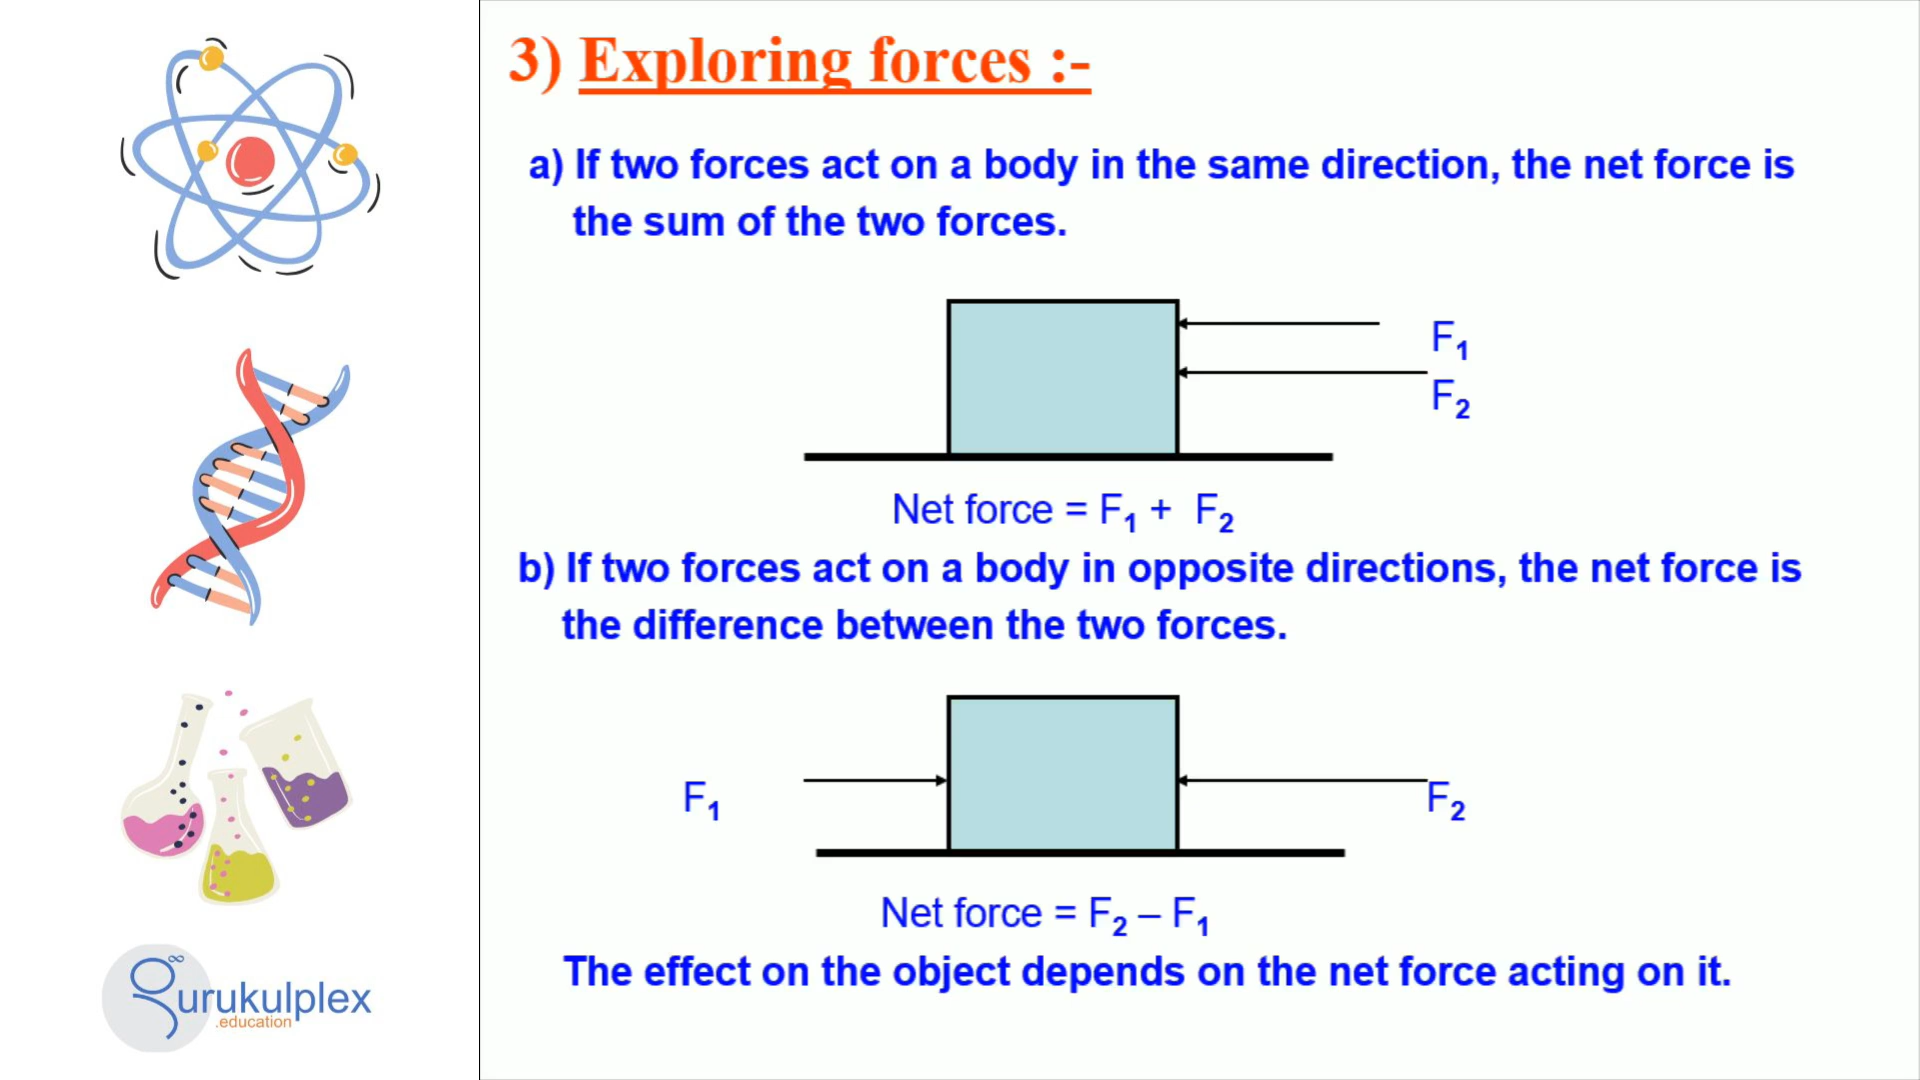 3) Exploring forces :-
a) If two forces act on a body in the same direction, the net force is
the sum of the two forces.
F₁
F₂
Net force = F₁ + F₂
b) If two forces act on a body in opposite directions, the net force is
the difference between the two forces.
F₁
F₂
Net force = F₂ – F₁
The effect on the object depends on the net force acting on it.
gurukulplex
.education